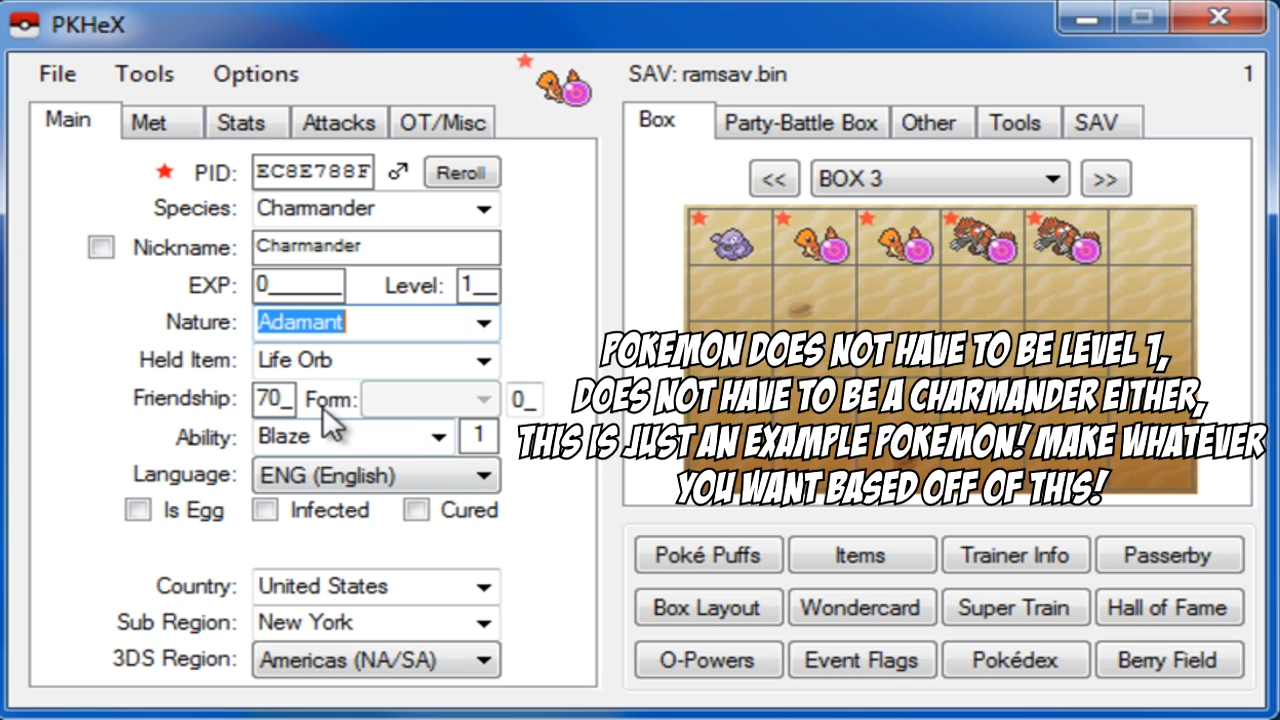 PKHeX
File Tools Options
SAV: ramsav.bin 1
Main Met Stats Attacks OT/Misc
PID: EC8E788F ♂ Reroll
Species: Charmander
Nickname: Charmander
EXP: 0______ Level: 1__
Nature: Adamant
Held Item: Life Orb
Friendship: 70_ Form: 0_
Ability: Blaze 1
Language: ENG (English)
Is Egg Infected Cured
Country: United States
Sub Region: New York
3DS Region: Americas (NA/SA)
Box Party-Battle Box Other Tools SAV
<< BOX 3 >>
POKEMON DOES NOT HAVE TO BE LEVEL 1,
DOES NOT HAVE TO BE A CHARMANDER EITHER,
THIS IS JUST AN EXAMPLE POKEMON! MAKE WHATEVER
YOU WANT BASED OFF OF THIS!
Poké Puffs Items Trainer Info Passerby
Box Layout Wondercard Super Train Hall of Fame
O-Powers Event Flags Pokédex Berry Field